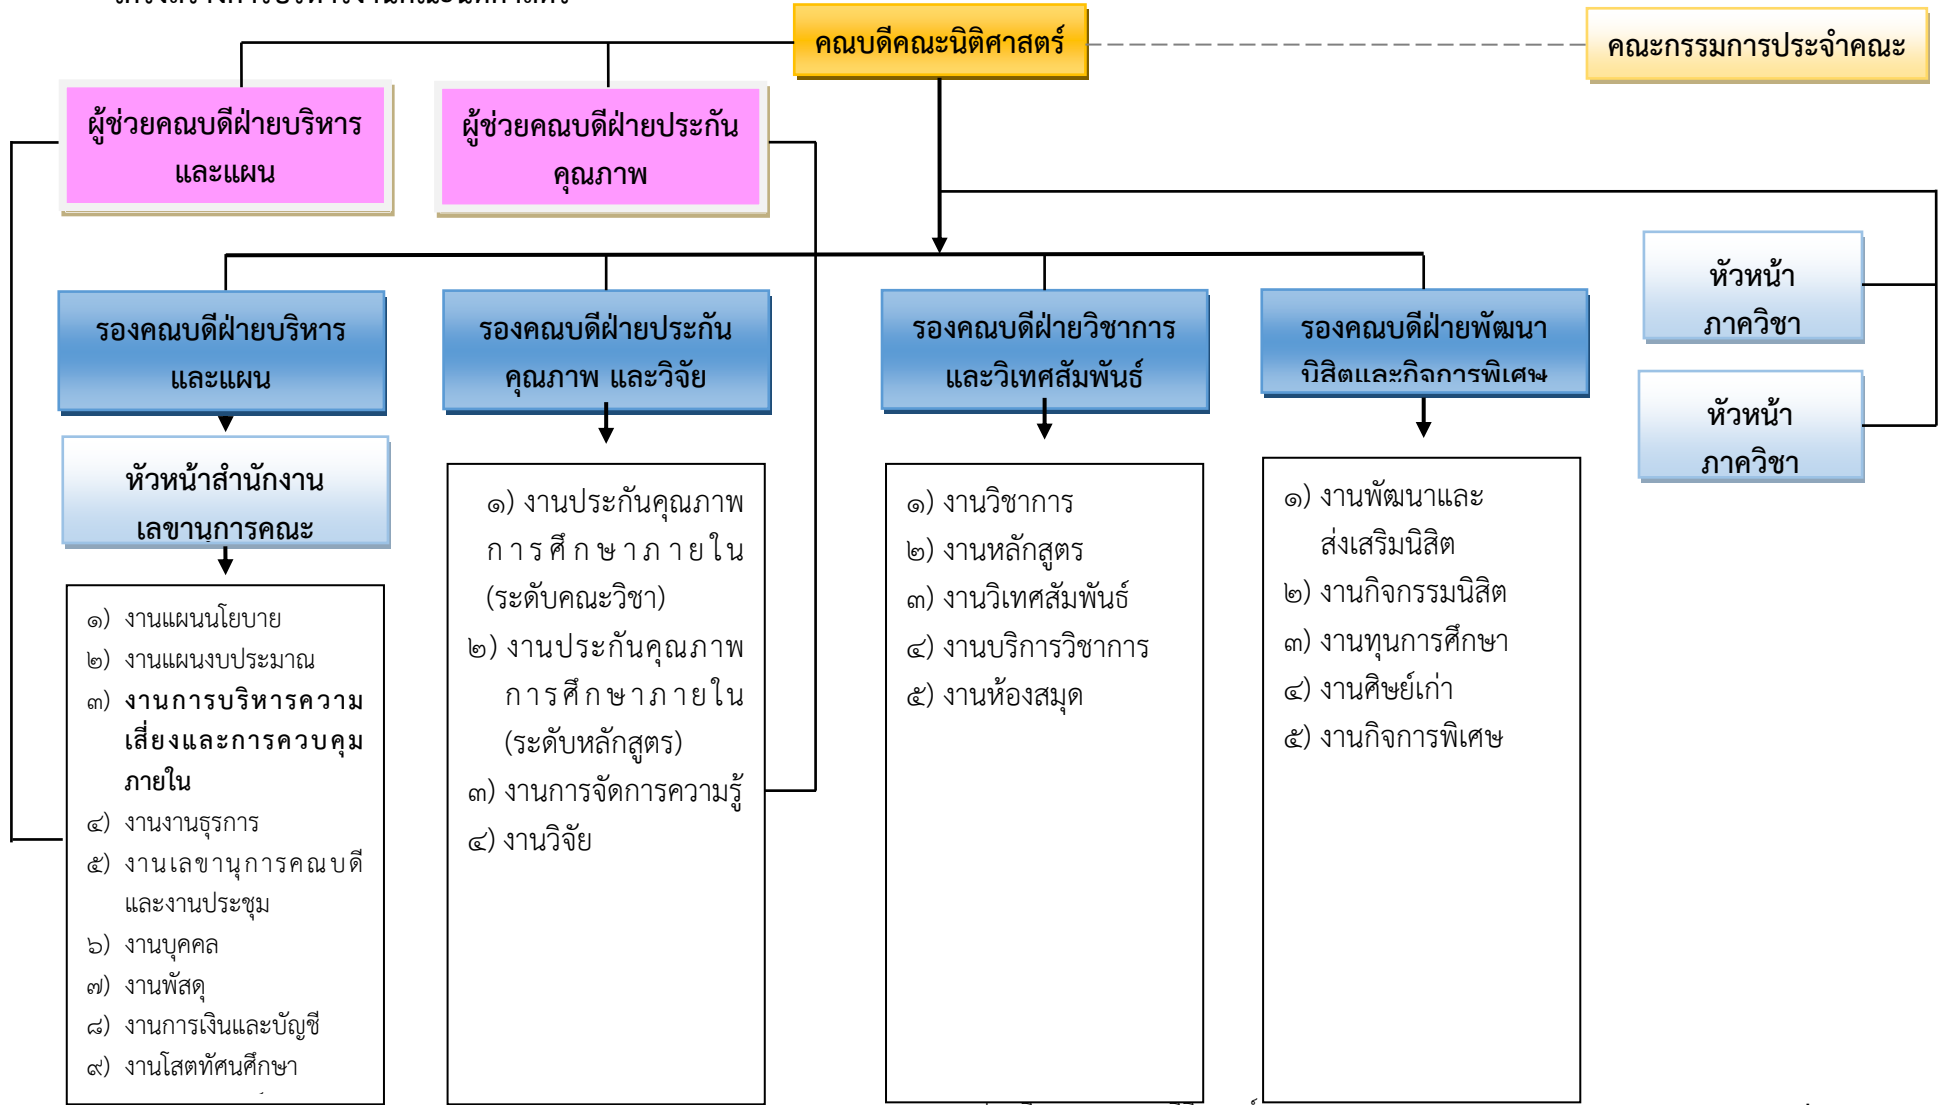 โครงสร้างการบริหารงานคณะนิติศาสตร์
คณบดีคณะนิติศาสตร์
คณะกรรมการประจำคณะ
ผู้ช่วยคณบดีฝ่ายบริหาร
และแผน
ผู้ช่วยคณบดีฝ่ายประกัน
คุณภาพ
หัวหน้า
ภาควิชา
หัวหน้า
ภาควิชา
รองคณบดีฝ่ายบริหาร
และแผน
รองคณบดีฝ่ายประกัน
คุณภาพ และวิจัย
รองคณบดีฝ่ายวิชาการ
และวิเทศสัมพันธ์
รองคณบดีฝ่ายพัฒนา
นิสิตและกิจการพิเศษ
หัวหน้าสำนักงาน
เลขานุการคณะ
๑) งานแผนนโยบาย
๒) งานแผนงบประมาณ
๓) งานการบริหารความ
เสี่ยงและการควบคุม
ภายใน
๔) งานงานธุรการ
๕) งานเลขานุการคณบดี
และงานประชุม
๖) งานบุคคล
๗) งานพัสดุ
๘) งานการเงินและบัญชี
๙) งานโสตทัศนศึกษา
๑) งานประกันคุณภาพ
การศึกษาภายใน
(ระดับคณะวิชา)
๒) งานประกันคุณภาพ
การศึกษาภายใน
(ระดับหลักสูตร)
๓) งานการจัดการความรู้
๔) งานวิจัย
๑) งานวิชาการ
๒) งานหลักสูตร
๓) งานวิเทศสัมพันธ์
๔) งานบริการวิชาการ
๕) งานห้องสมุด
๑) งานพัฒนาและ
ส่งเสริมนิสิต
๒) งานกิจกรรมนิสิต
๓) งานทุนการศึกษา
๔) งานศิษย์เก่า
๕) งานกิจการพิเศษ